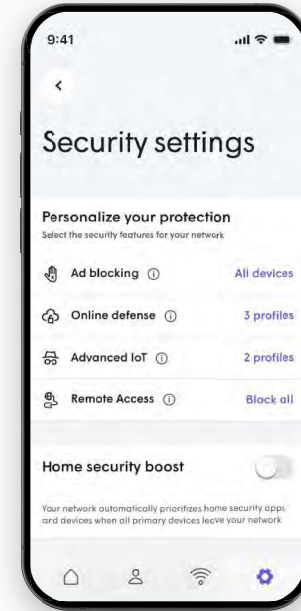 9:41
Security settings
Personalize your protection
Select the security features for your network
Ad blocking
All devices
Online defense
3 profiles
Advanced IoT
2 profiles
Remote Access
Block all
Home security boost
Your network automatically prioritizes home security apps
and devices when all primary devices leave your network